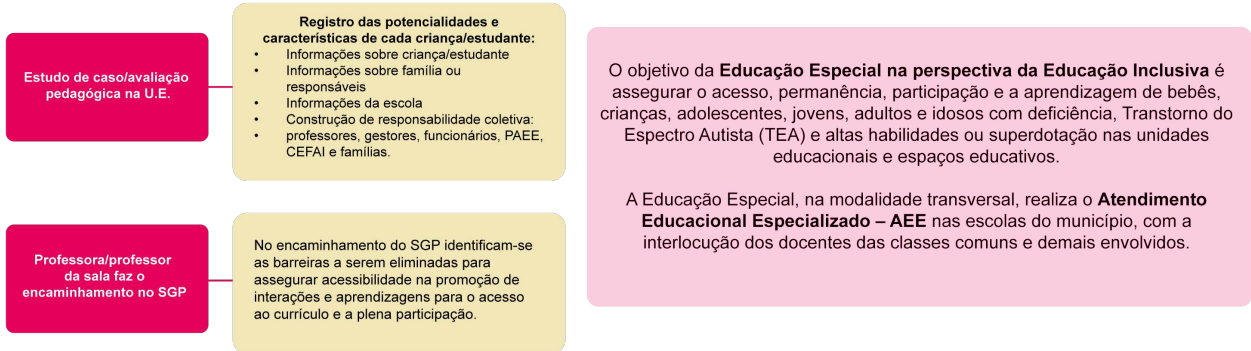 Estudo de caso/avaliação
pedagógica na U.E.
Registro das potencialidades e
características de cada criança/estudante:
• Informações sobre criança/estudante
• Informações sobre família ou
responsáveis
• Informações da escola
• Construção de responsabilidade coletiva:
• professores, gestores, funcionários, PAEE,
CEFAI e famílias.
Professora/professor
da sala faz o
encaminhamento no SGP
No encaminhamento do SGP identificam-se
as barreiras a serem eliminadas para
assegurar acessibilidade na promoção de
interações e aprendizagens para o acesso
ao currículo e a plena participação.
O objetivo da Educação Especial na perspectiva da Educação Inclusiva é
assegurar o acesso, permanência, participação e a aprendizagem de bebês,
crianças, adolescentes, jovens, adultos e idosos com deficiência, Transtorno do
Espectro Autista (TEA) e altas habilidades ou superdotação nas unidades
educacionais e espaços educativos.
A Educação Especial, na modalidade transversal, realiza o Atendimento
Educacional Especializado – AEE nas escolas do município, com a
interlocução dos docentes das classes comuns e demais envolvidos.